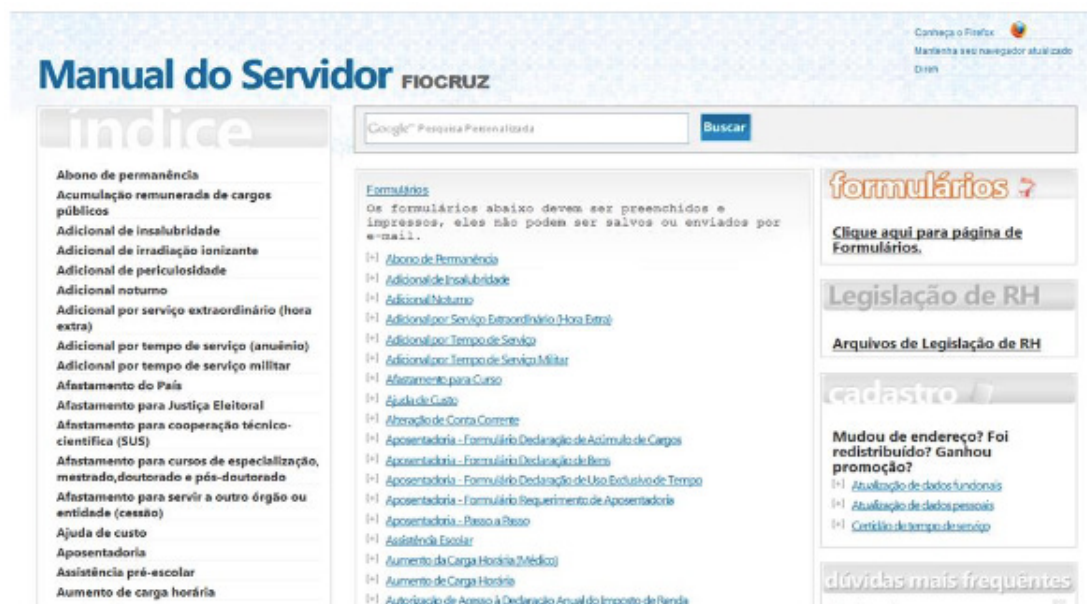 Conheça o Firefox
Mantenha seu navegador atualizado
Direh
Manual do Servidor FIOCRUZ
índice
Google™ Pesquisa Personalizada
Buscar
Abono de permanência
Acumulação remunerada de cargos
públicos
Adicional de insalubridade
Adicional de irradiação ionizante
Adicional de periculosidade
Adicional noturno
Adicional por serviço extraordinário (hora
extra)
Adicional por tempo de serviço (anuênio)
Adicional por tempo de serviço militar
Afastamento do País
Afastamento para Justiça Eleitoral
Afastamento para cooperação técnico-
científica (SUS)
Afastamento para cursos de especialização,
mestrado,doutorado e pós-doutorado
Afastamento para servir a outro órgão ou
entidade (cessão)
Ajuda de custo
Aposentadoria
Assistência pré-escolar
Aumento de carga horária
Formulários
Os formulários abaixo devem ser preenchidos e
impressos, eles não podem ser salvos ou enviados por
e-mail.
[+] Abono de Permanência
[+] Adicional de Insalubridade
[+] Adicional Noturno
[+] Adicional por Serviço Extraordinário (Hora Extra)
[+] Adicional por Tempo de Serviço
[+] Adicional por Tempo de Serviço Militar
[+] Afastamento para Curso
[+] Ajuda de Custo
[+] Alteração de Conta Corrente
[+] Aposentadoria - Formulário Declaração de Acúmulo de Cargos
[+] Aposentadoria - Formulário Declaração de Bens
[+] Aposentadoria - Formulário Declaração de Uso Exclusivo de Tempo
[+] Aposentadoria - Formulário Requerimento de Aposentadoria
[+] Aposentadoria - Passo a Passo
[+] Assistência Escolar
[+] Aumento da Carga Horária (Médico)
[+] Aumento de Carga Horária
[+] Autorização de Acesso à Declaração Anual do Imposto de Renda
formulários
Clique aqui para página de
Formulários.
Legislação de RH
Arquivos de Legislação de RH
cadastro
Mudou de endereço? Foi
redistribuído? Ganhou
promoção?
[+] Atualização de dados funcionais
[+] Atualização de dados pessoais
[+] Certidão de tempo de serviço
dúvidas mais frequentes